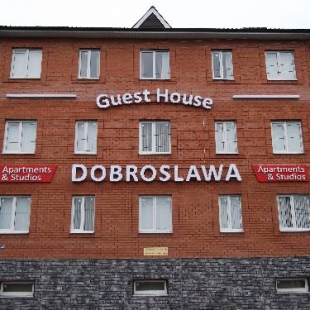 Guest House
Apartments
& Studios
DOBROSLAWA
Apartments
& Studios